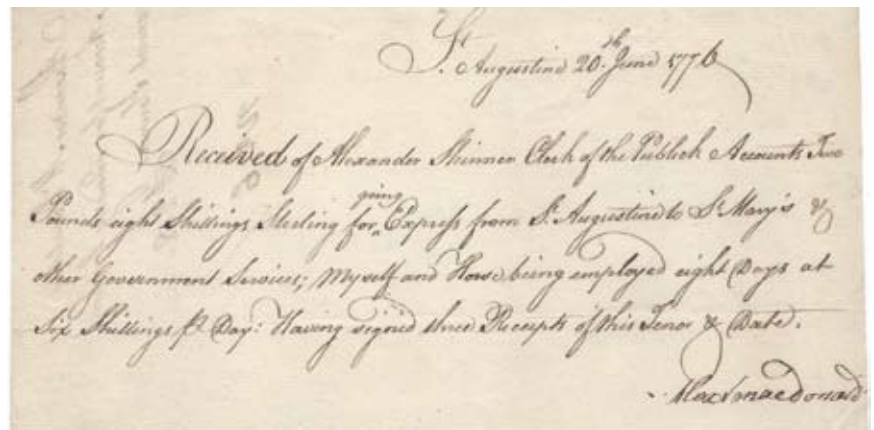 St. Augustine 20.th June 1776
Received of Alexander Skinner Clerk of the Publick Accounts Two
Pounds eight Shillings Sterling for going Express from St. Augustine to St. Mary's &
other Government Services; Myself and Horse being employed eight Days at
Six Shillings pr. Day: Having signed three Receipts of this Tenor & Date.
Macdonald